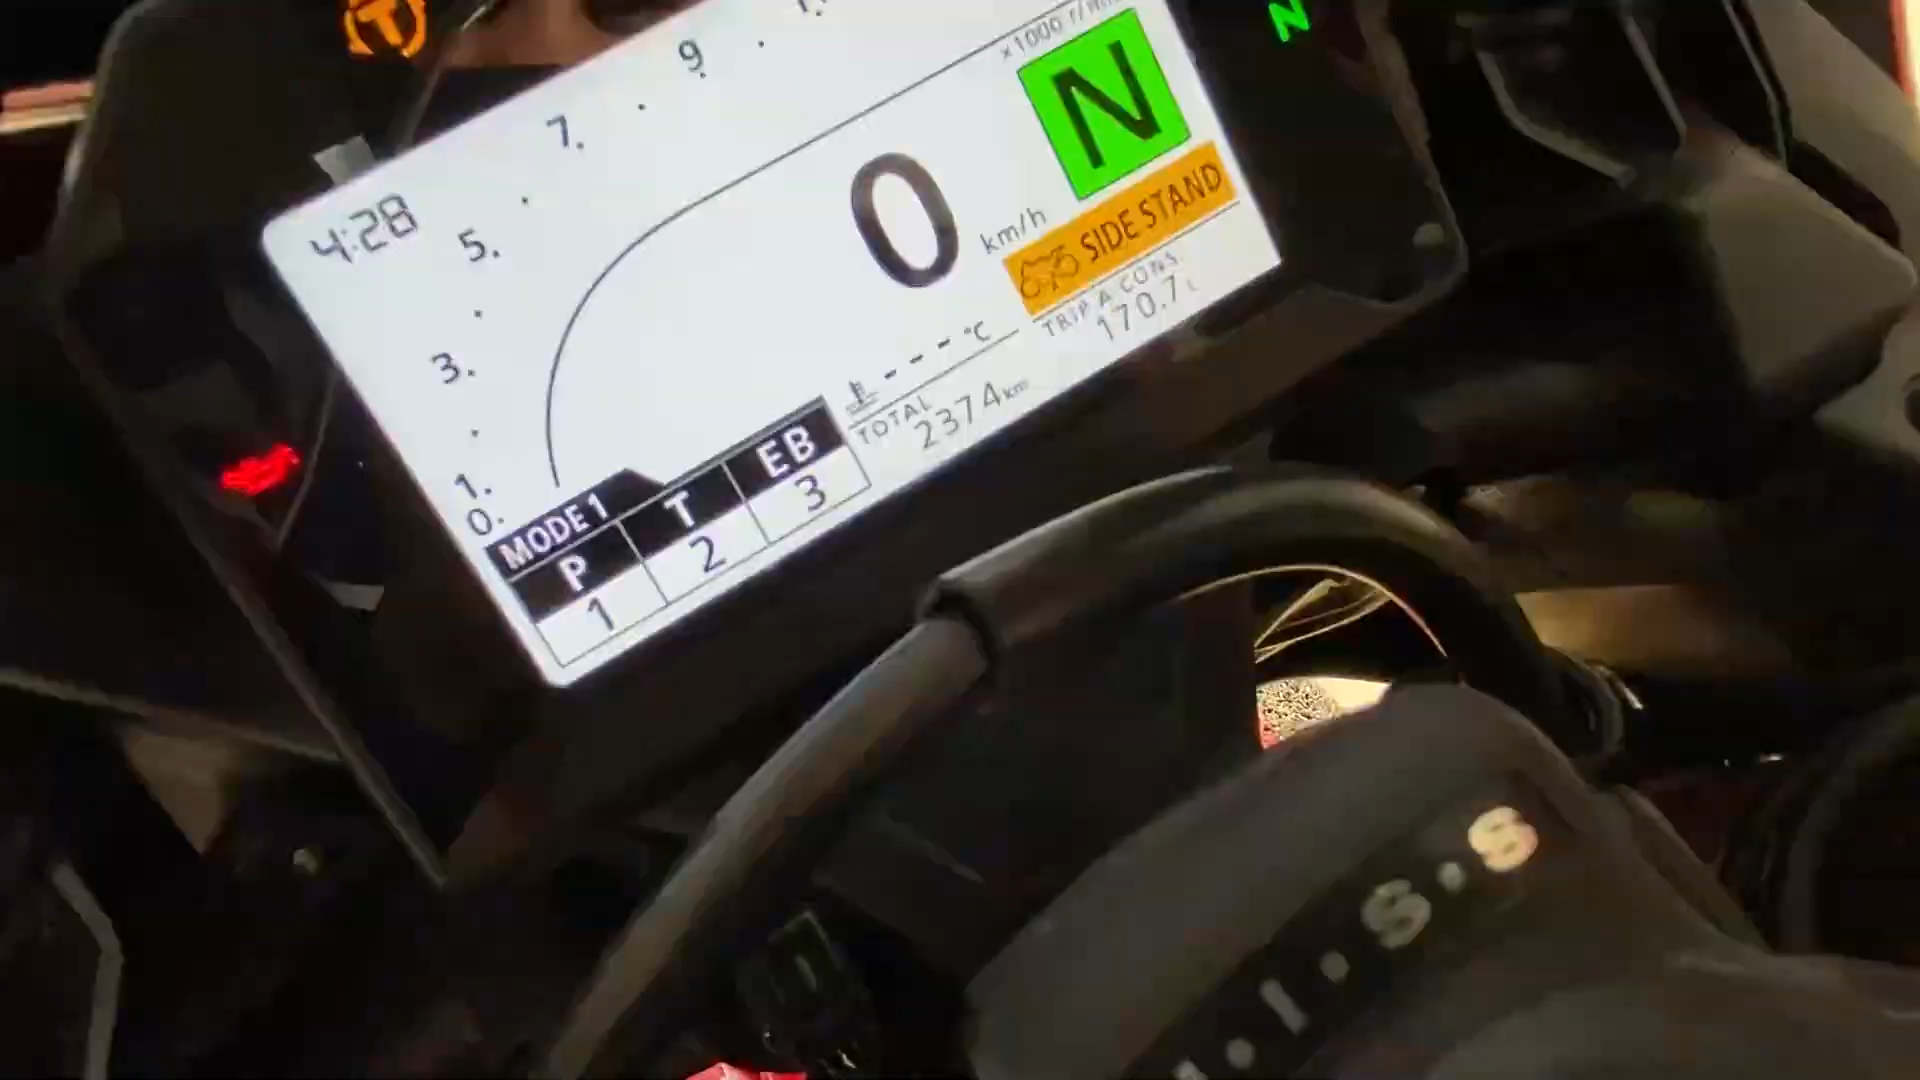 N
9.
x1000 r/min
7.
N
4:28
5.
0
km/h
SIDE STAND
3.
TRIP A CONS.
170.7L
- - - °C
TOTAL
2374km
1.
0.
MODE 1
P T EB
1 2 3
I.S.S